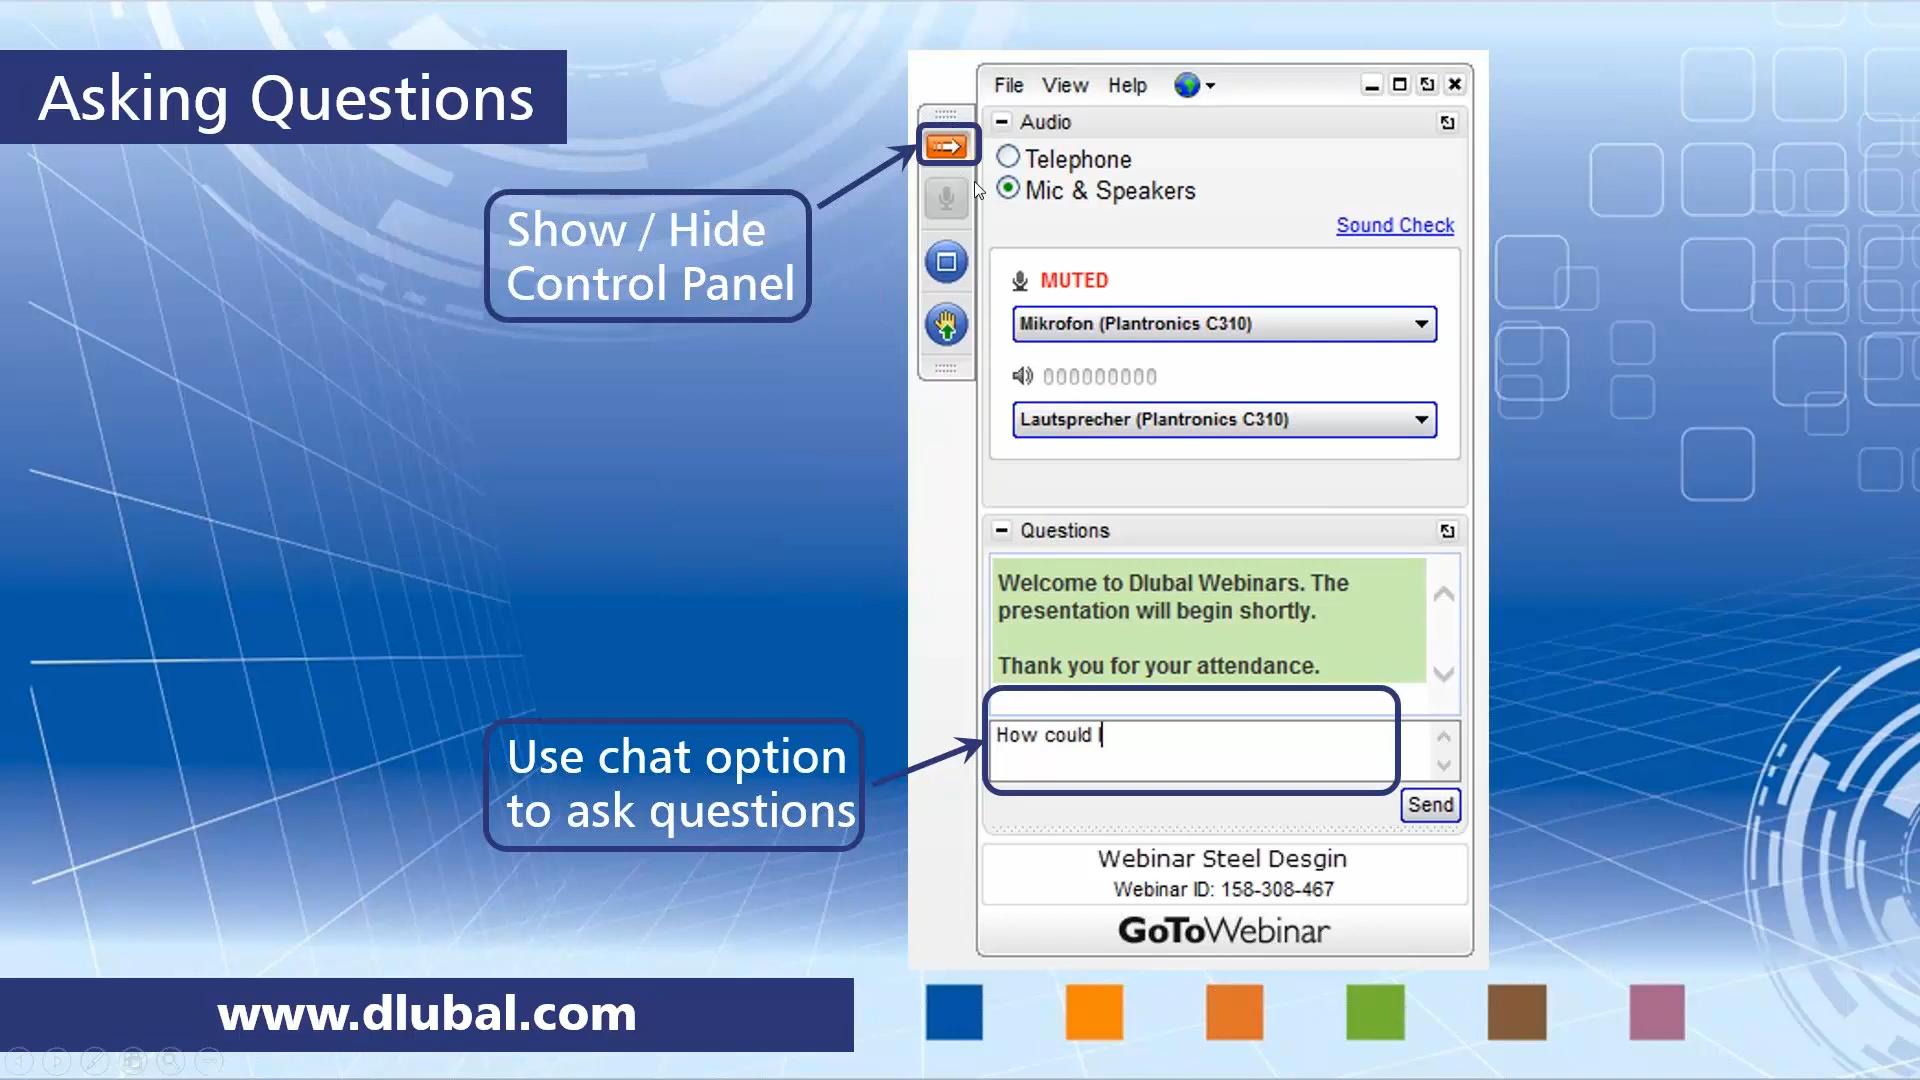 Asking Questions
Show / Hide
Control Panel
Use chat option
to ask questions
www.dlubal.com
File View Help
Audio
Telephone
Mic & Speakers
Sound Check
MUTED
Mikrofon (Plantronics C310)
000000000
Lautsprecher (Plantronics C310)
Questions
Welcome to Dlubal Webinars. The
presentation will begin shortly.
Thank you for your attendance.
How could I
Send
Webinar Steel Desgin
Webinar ID: 158-308-467
GoToWebinar